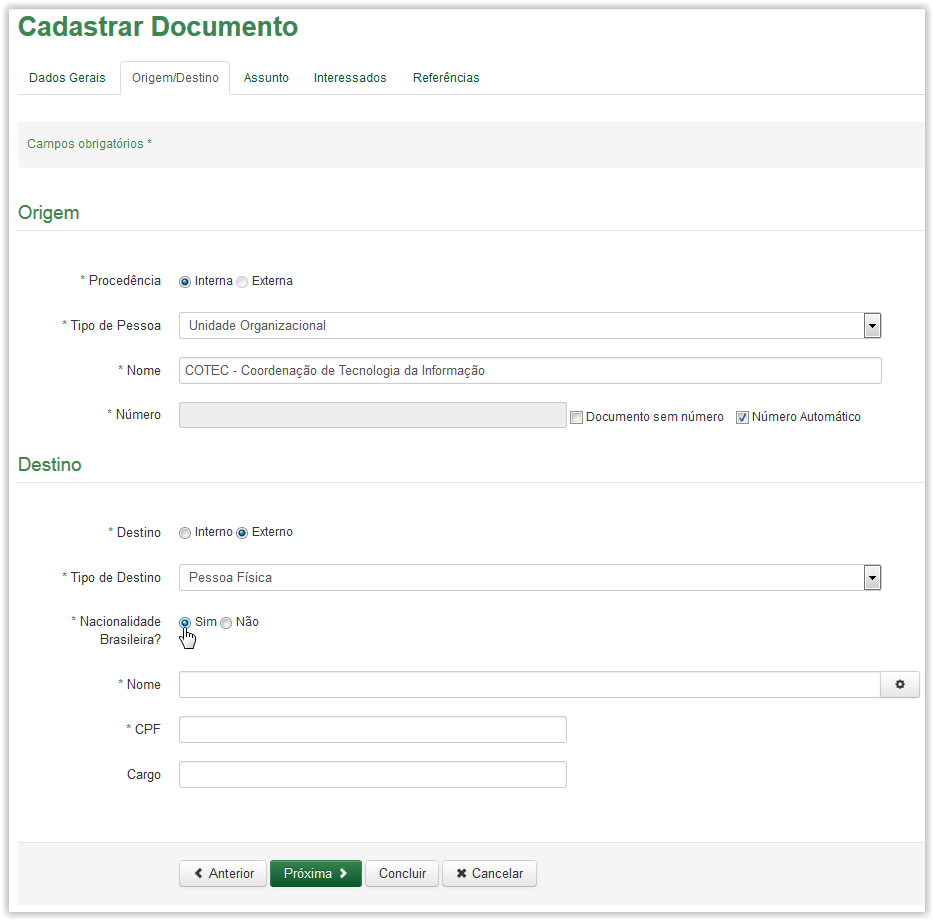 Cadastrar Documento
Dados Gerais Origem/Destino Assunto Interessados Referências
Campos obrigatórios *
Origem
* Procedência Interna Externa
* Tipo de Pessoa Unidade Organizacional
* Nome COTEC - Coordenação de Tecnologia da Informação
* Número Documento sem número Número Automático
Destino
* Destino Interno Externo
* Tipo de Destino Pessoa Física
* Nacionalidade Sim Não
Brasileira?
* Nome
* CPF
Cargo
Anterior Próxima Concluir Cancelar